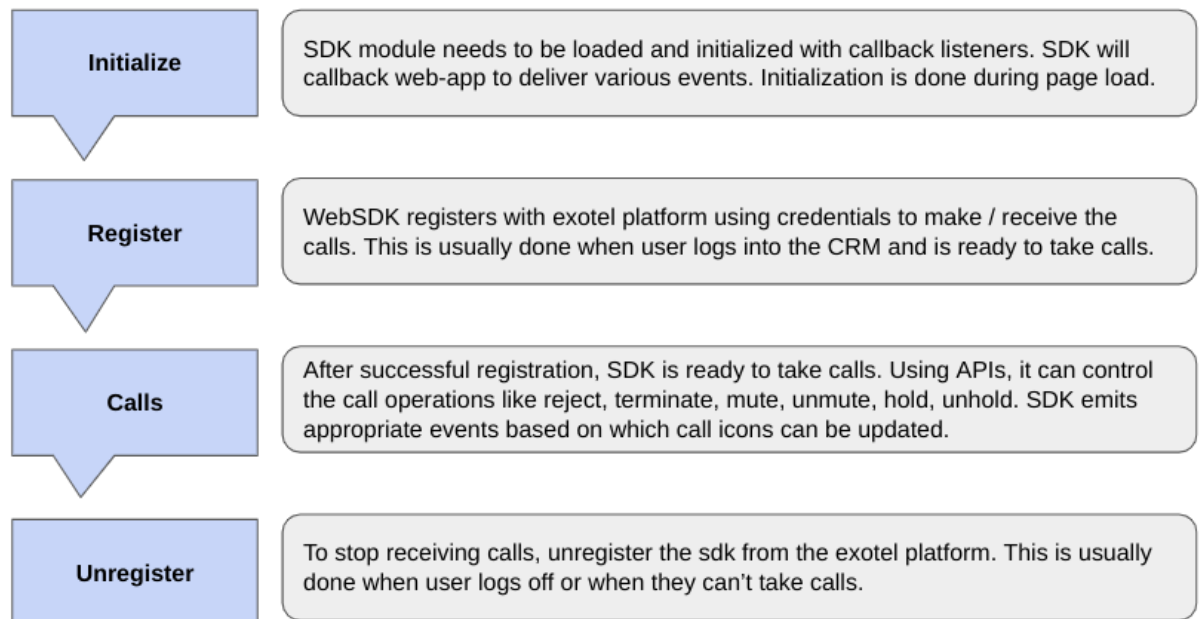 Initialize
SDK module needs to be loaded and initialized with callback listeners. SDK will
callback web-app to deliver various events. Initialization is done during page load.
Register
WebSDK registers with exotel platform using credentials to make / receive the
calls. This is usually done when user logs into the CRM and is ready to take calls.
Calls
After successful registration, SDK is ready to take calls. Using APIs, it can control
the call operations like reject, terminate, mute, unmute, hold, unhold. SDK emits
appropriate events based on which call icons can be updated.
Unregister
To stop receiving calls, unregister the sdk from the exotel platform. This is usually
done when user logs off or when they can’t take calls.